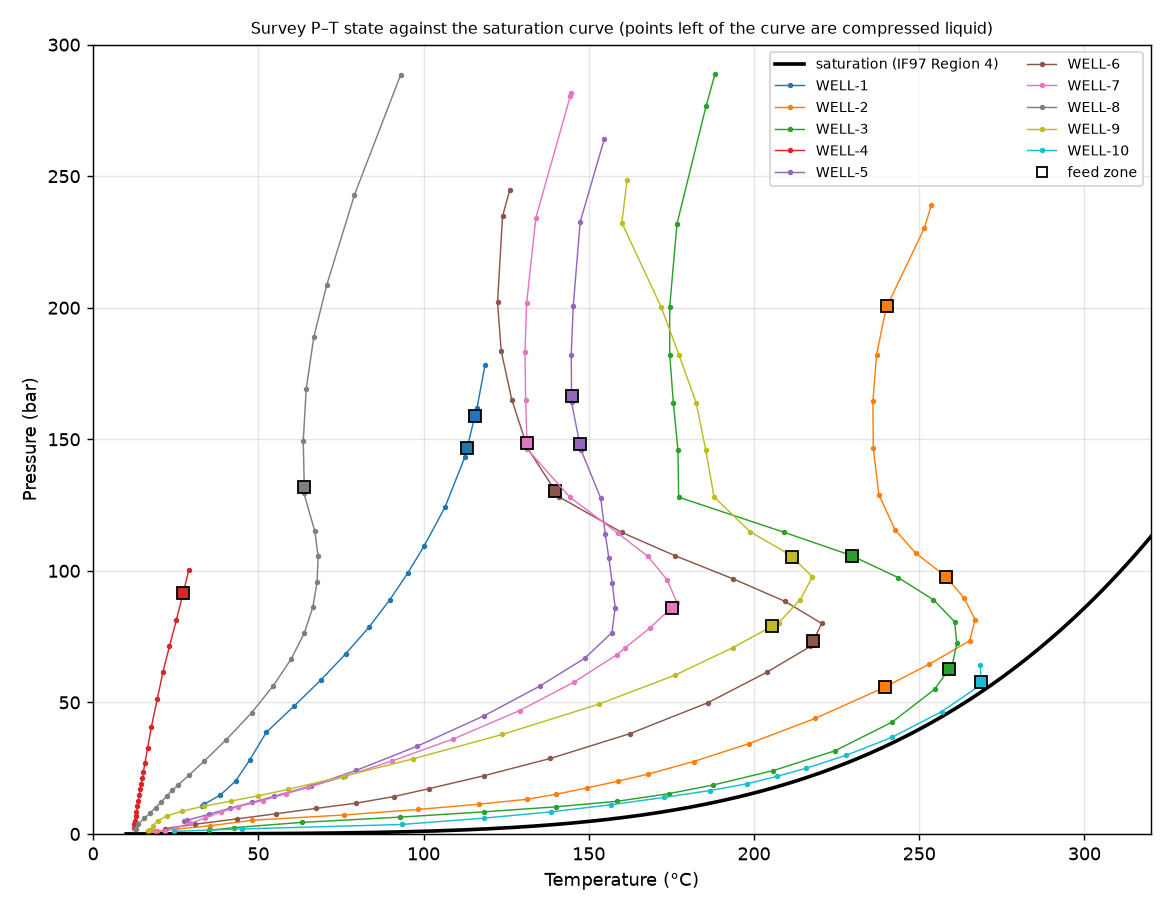 Survey P–T state against the saturation curve (points left of the curve are compressed liquid)
300
250
200
150
100
50
0
Pressure (bar)
0
50
100
150
200
250
300
Temperature (°C)
saturation (IF97 Region 4)
WELL-1
WELL-2
WELL-3
WELL-4
WELL-5
WELL-6
WELL-7
WELL-8
WELL-9
WELL-10
feed zone